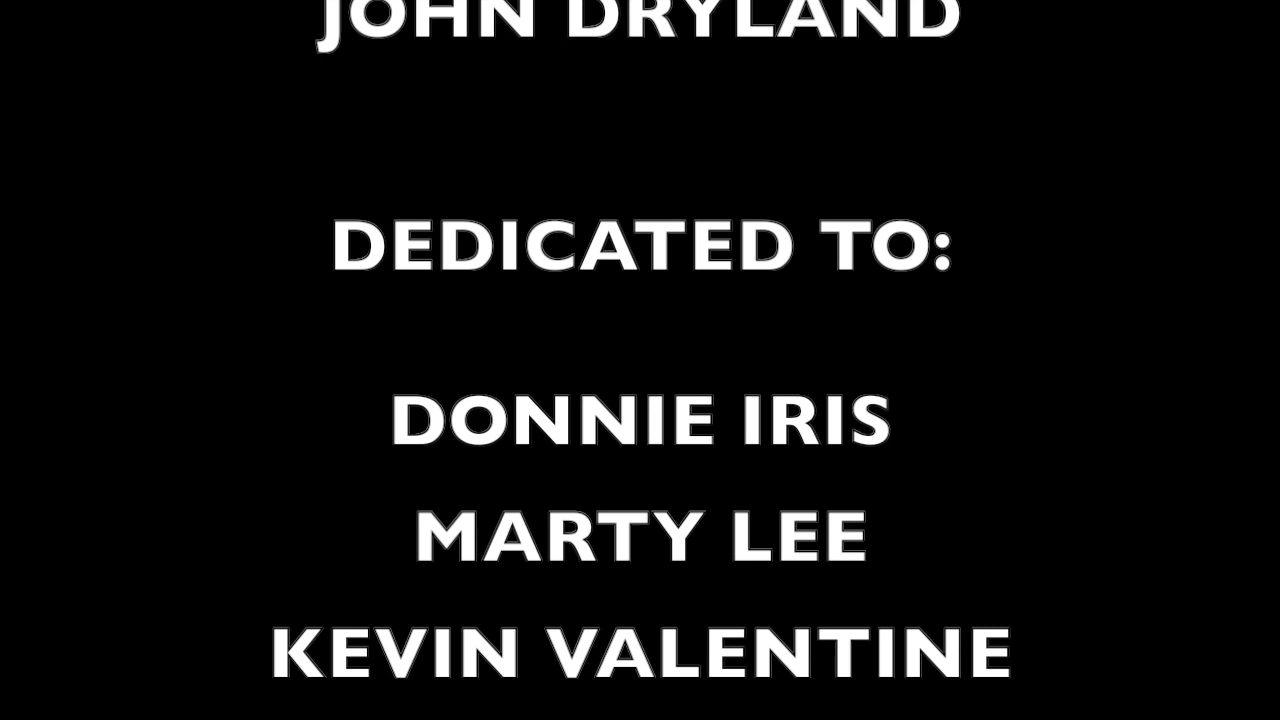 JOHN DRYLAND
DEDICATED TO:
DONNIE IRIS
MARTY LEE
KEVIN VALENTINE